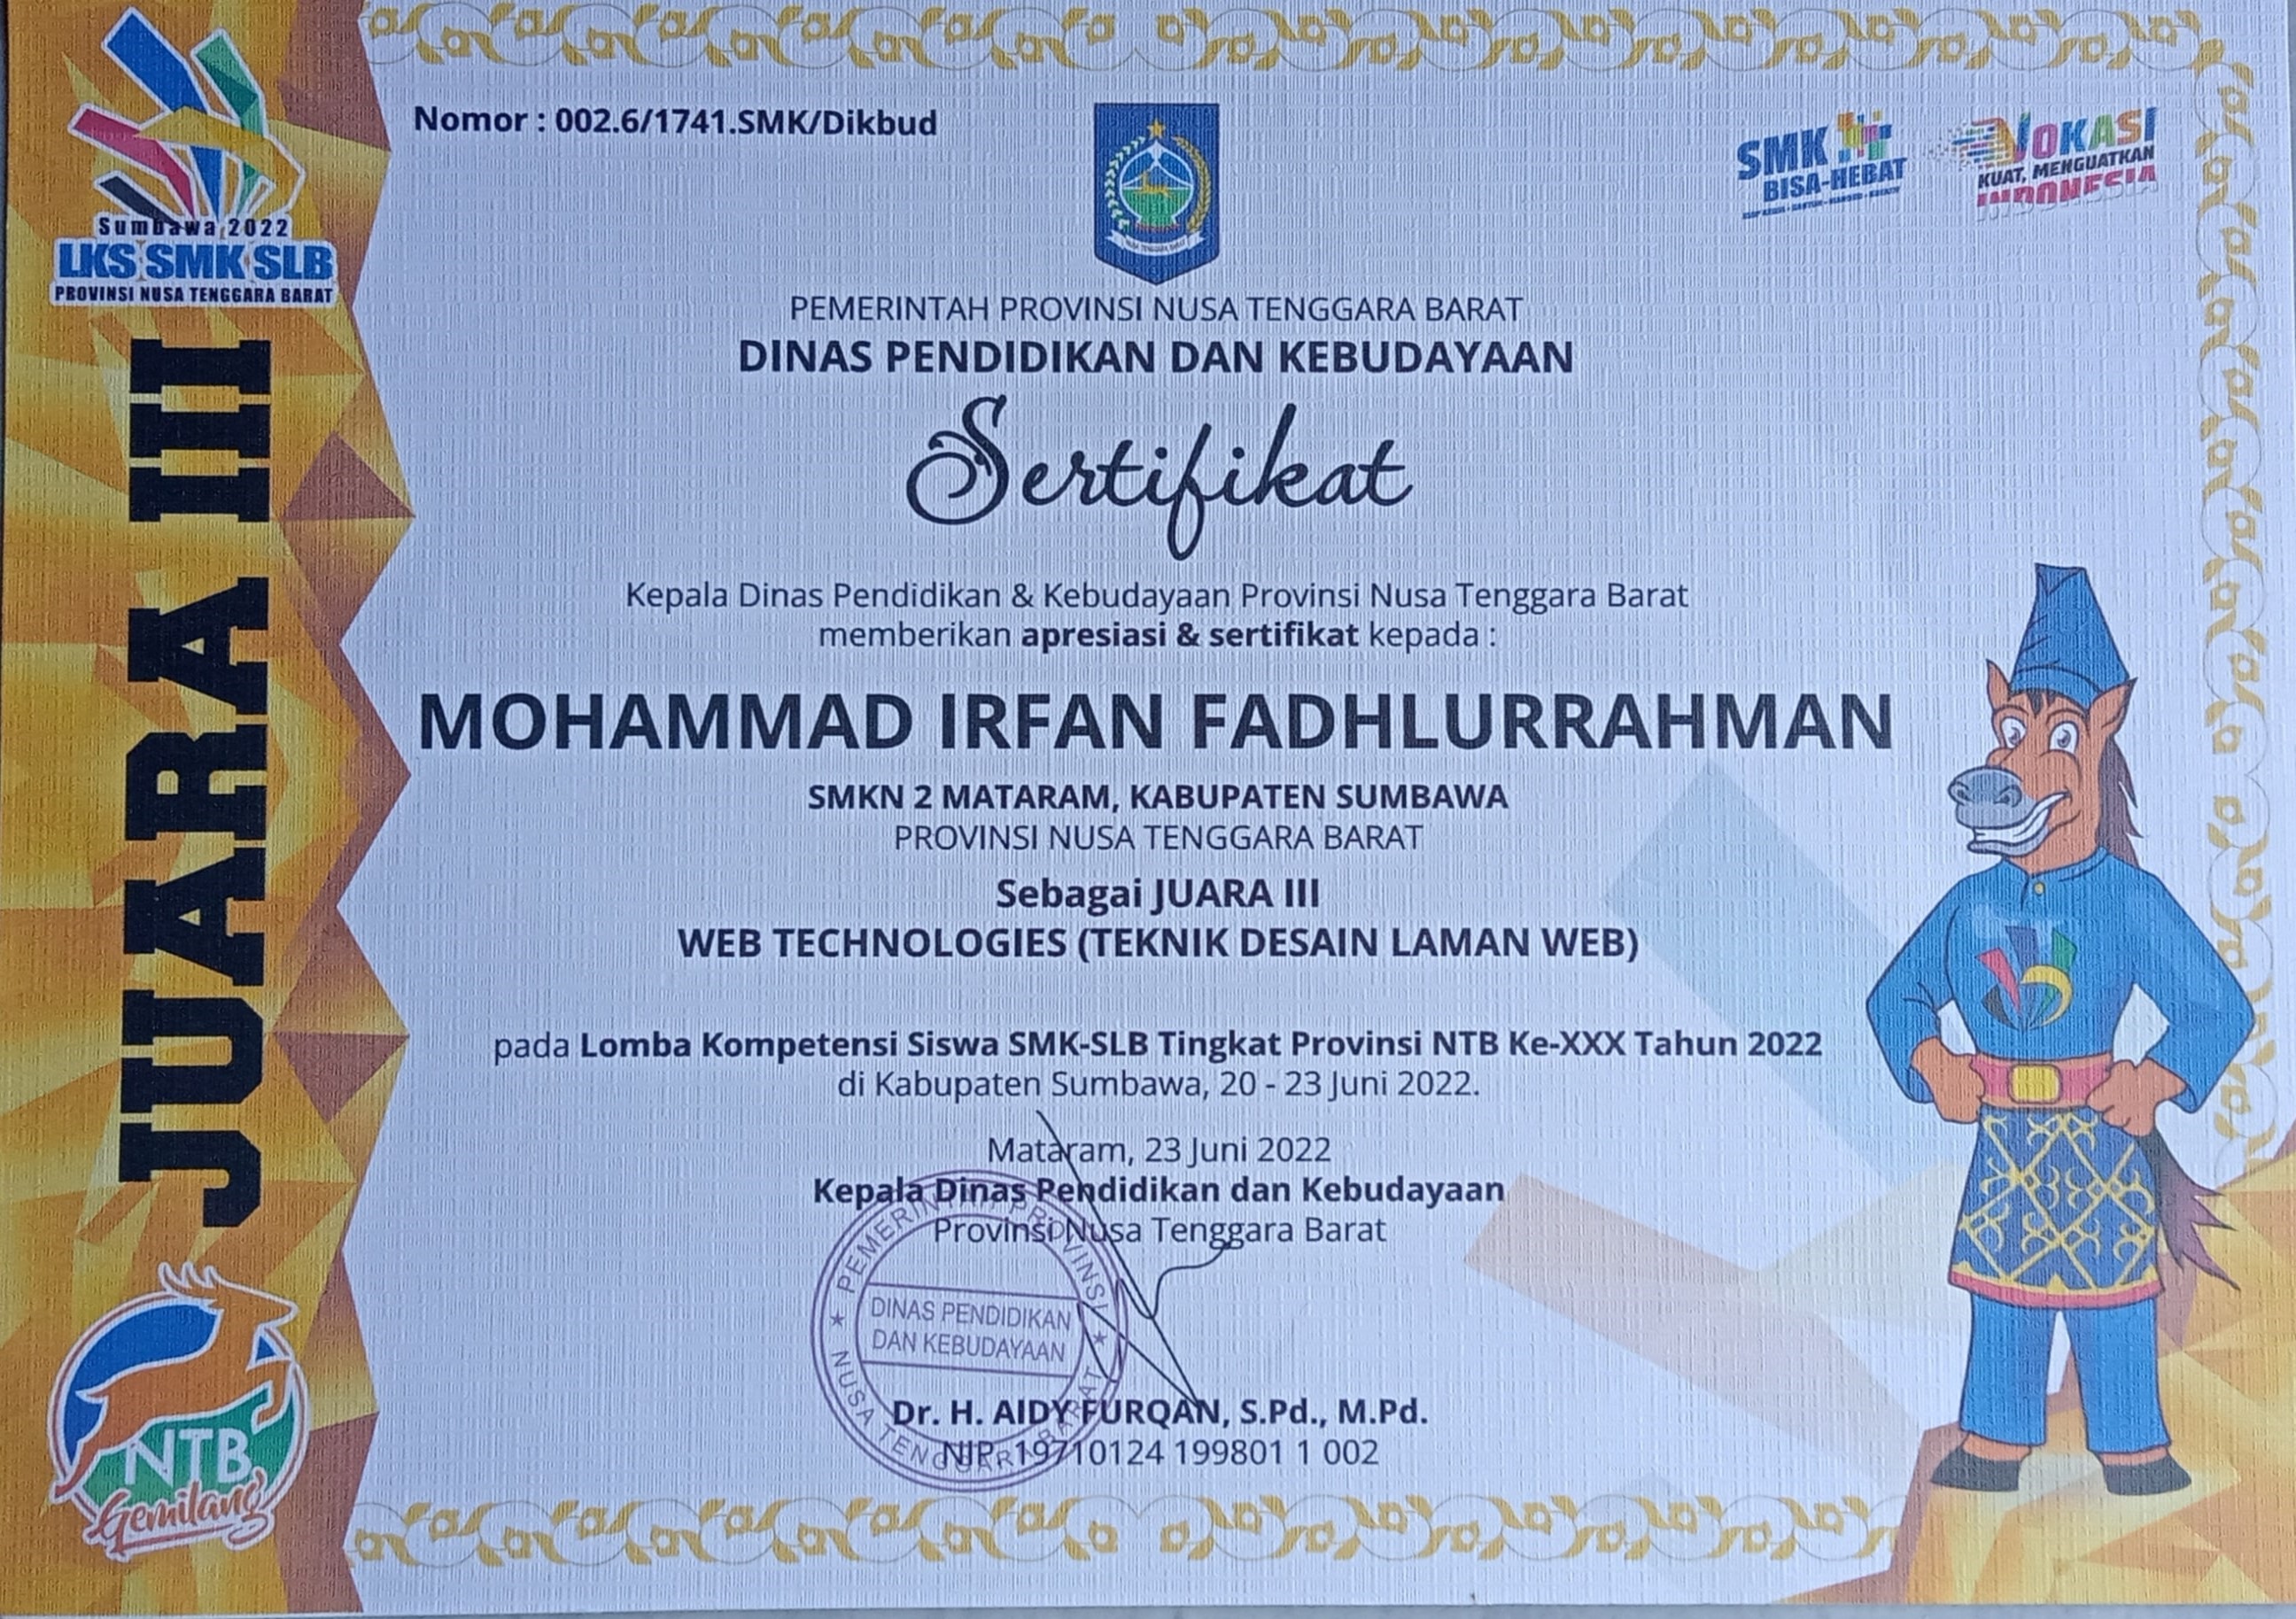 Sumbawa 2022
LKS SMK SLB
PROVINSI NUSA TENGGARA BARAT
JUARA III
NTB
Gemilang
Nomor : 002.6/1741.SMK/Dikbud
SMK
BISA-HEBAT
VOKASI
KUAT, MENGUATKAN
INDONESIA
PEMERINTAH PROVINSI NUSA TENGGARA BARAT
DINAS PENDIDIKAN DAN KEBUDAYAAN
Sertifikat
Kepala Dinas Pendidikan & Kebudayaan Provinsi Nusa Tenggara Barat
memberikan apresiasi & sertifikat kepada :
MOHAMMAD IRFAN FADHLURRAHMAN
SMKN 2 MATARAM, KABUPATEN SUMBAWA
PROVINSI NUSA TENGGARA BARAT
Sebagai JUARA III
WEB TECHNOLOGIES (TEKNIK DESAIN LAMAN WEB)
pada Lomba Kompetensi Siswa SMK-SLB Tingkat Provinsi NTB Ke-XXX Tahun 2022
di Kabupaten Sumbawa, 20 - 23 Juni 2022.
Mataram, 23 Juni 2022
Kepala Dinas Pendidikan dan Kebudayaan
Provinsi Nusa Tenggara Barat
PEMERINTAH PROVINSI
DINAS PENDIDIKAN
DAN KEBUDAYAAN
NUSA TENGGARA BARAT
Dr. H. AIDY FURQAN, S.Pd., M.Pd.
NIP. 19710124 199801 1 002